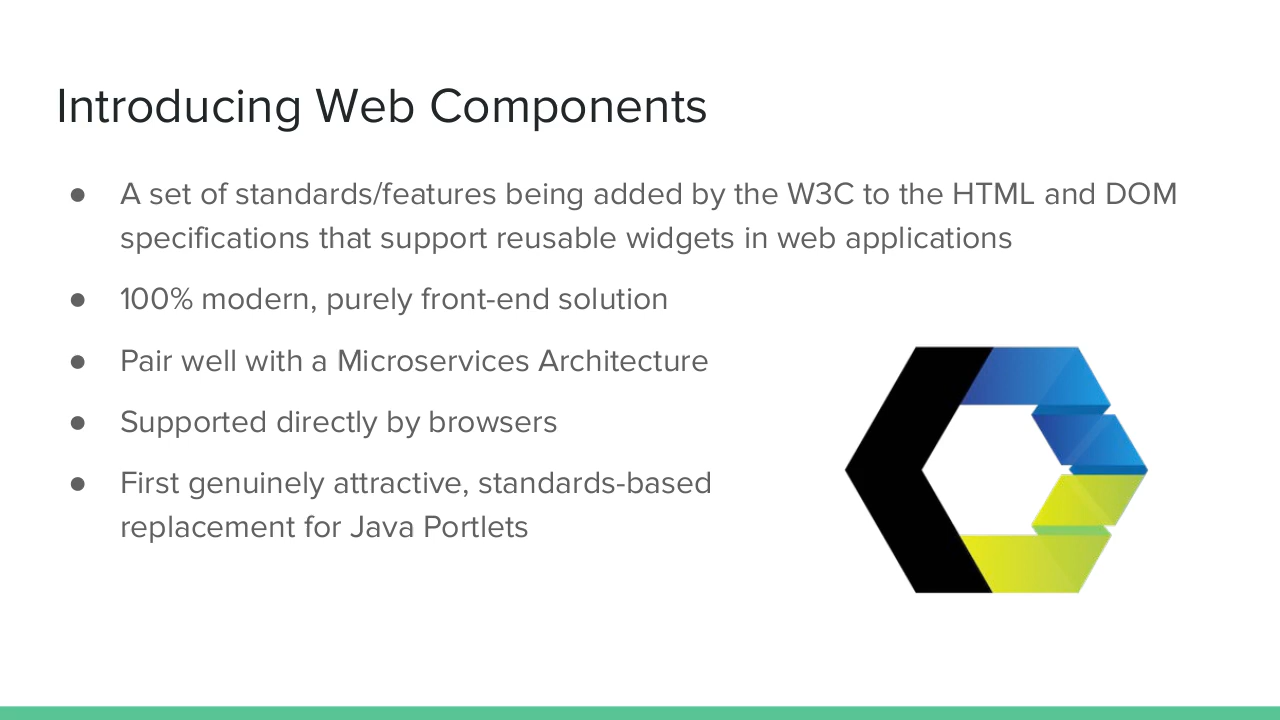 Introducing Web Components
● A set of standards/features being added by the W3C to the HTML and DOM
specifications that support reusable widgets in web applications
● 100% modern, purely front-end solution
● Pair well with a Microservices Architecture
● Supported directly by browsers
● First genuinely attractive, standards-based
replacement for Java Portlets